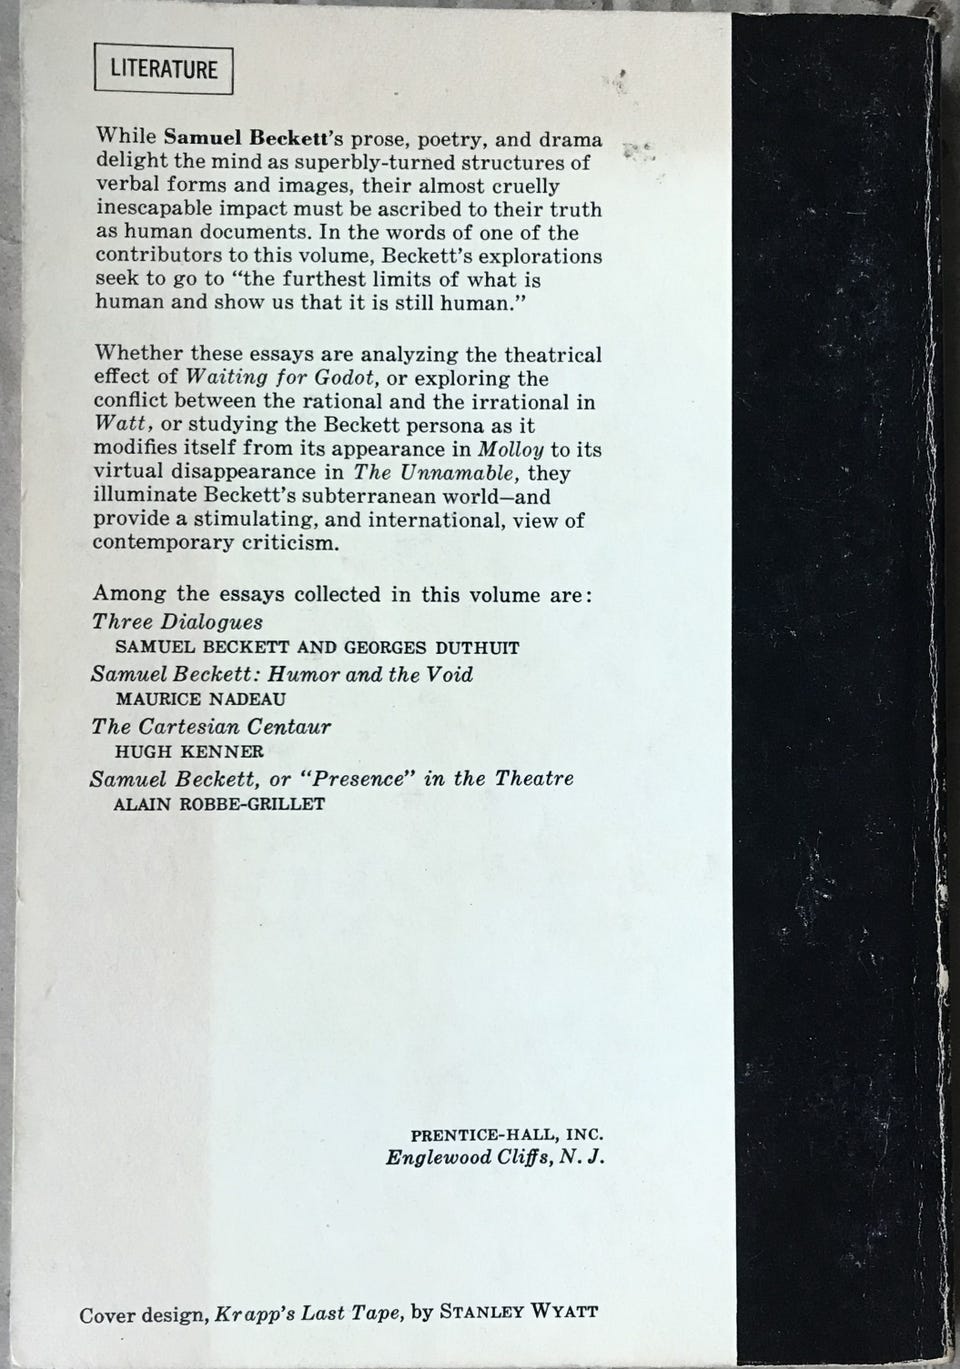 LITERATURE
While Samuel Beckett's prose, poetry, and drama
delight the mind as superbly-turned structures of
verbal forms and images, their almost cruelly
inescapable impact must be ascribed to their truth
as human documents. In the words of one of the
contributors to this volume, Beckett's explorations
seek to go to “the furthest limits of what is
human and show us that it is still human.”
Whether these essays are analyzing the theatrical
effect of Waiting for Godot, or exploring the
conflict between the rational and the irrational in
Watt, or studying the Beckett persona as it
modifies itself from its appearance in Molloy to its
virtual disappearance in The Unnamable, they
illuminate Beckett's subterranean world—and
provide a stimulating, and international, view of
contemporary criticism.
Among the essays collected in this volume are:
Three Dialogues
SAMUEL BECKETT AND GEORGES DUTHUIT
Samuel Beckett: Humor and the Void
MAURICE NADEAU
The Cartesian Centaur
HUGH KENNER
Samuel Beckett, or “Presence” in the Theatre
ALAIN ROBBE-GRILLET
PRENTICE-HALL, INC.
Englewood Cliffs, N. J.
Cover design, Krapp's Last Tape, by STANLEY WYATT